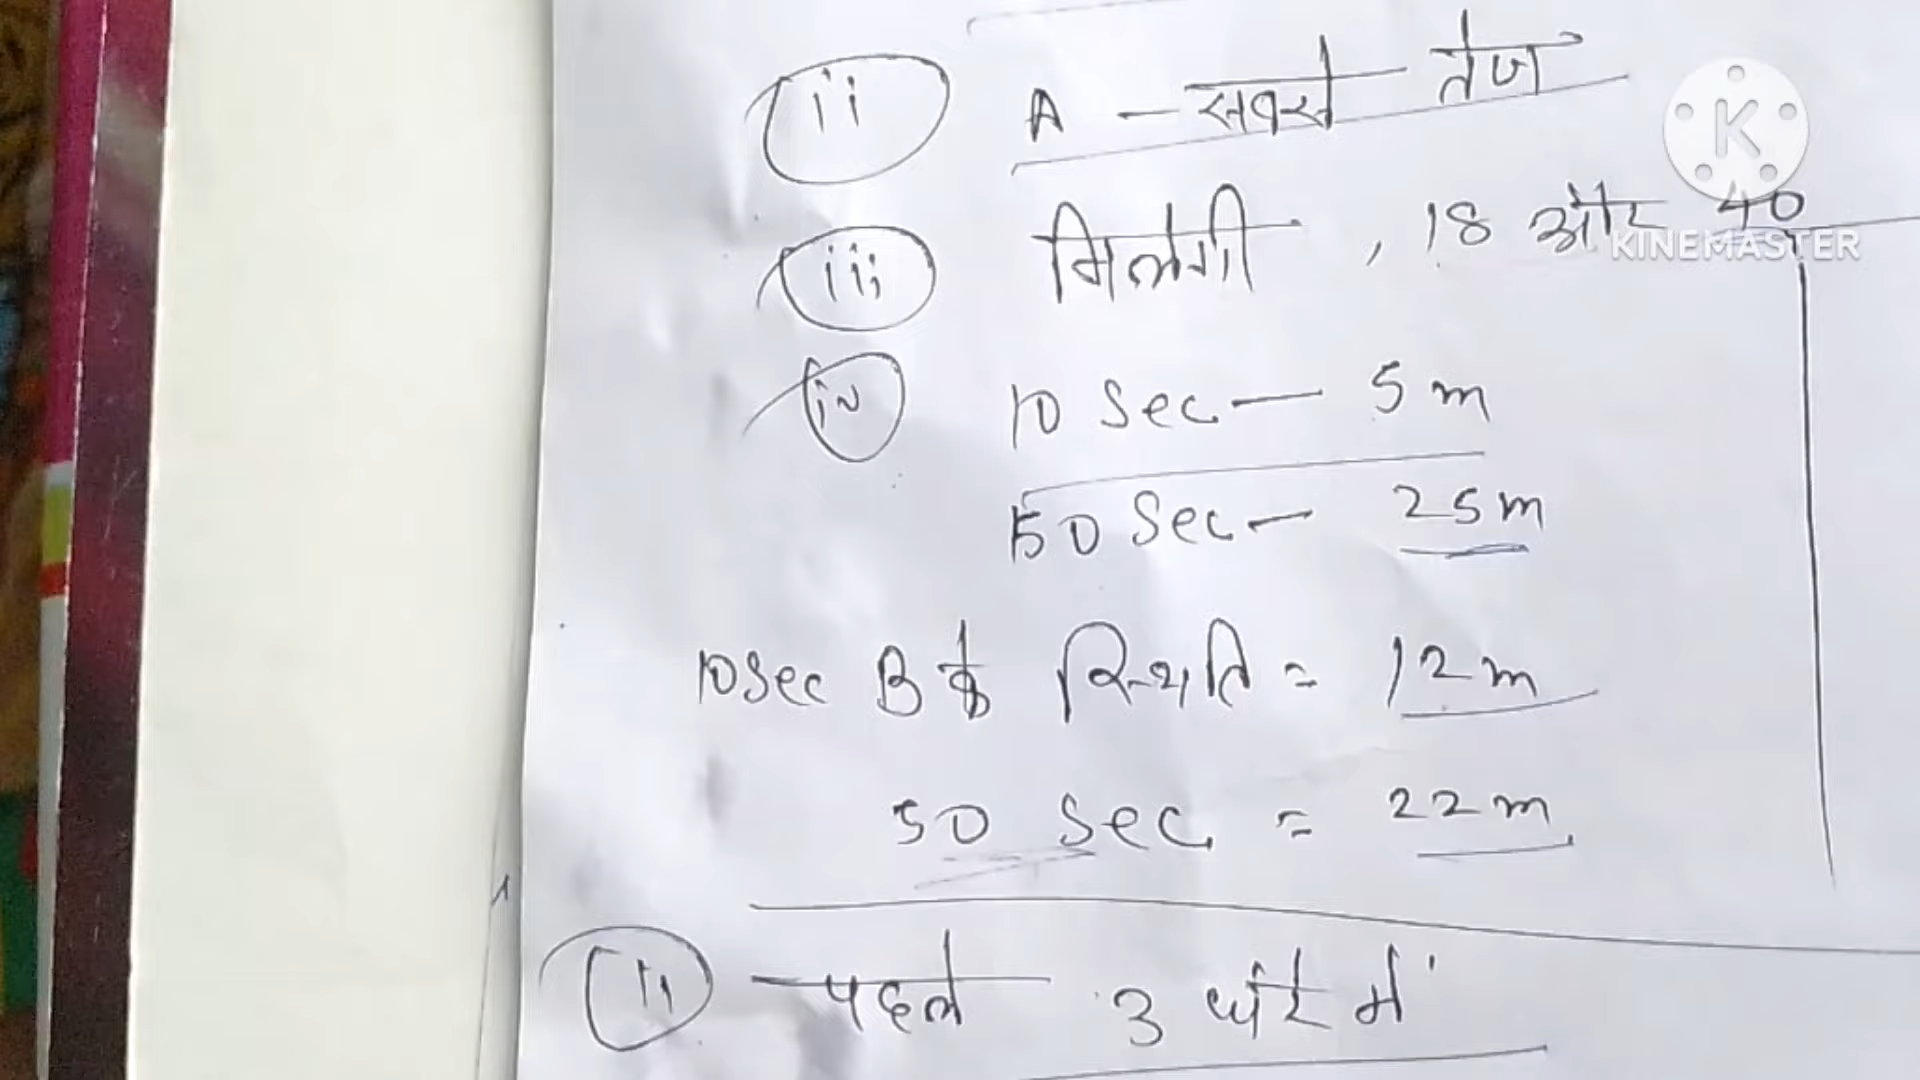 ii A - सबसे तेज
iii मिलेगी , 18 और 40
iv 10 Sec - 5 m
50 Sec - 25 m
10 Sec B के स्थिति = 12 m
50 Sec = 22 m
ii पहले 3 घंटे में
K
KINEMASTER